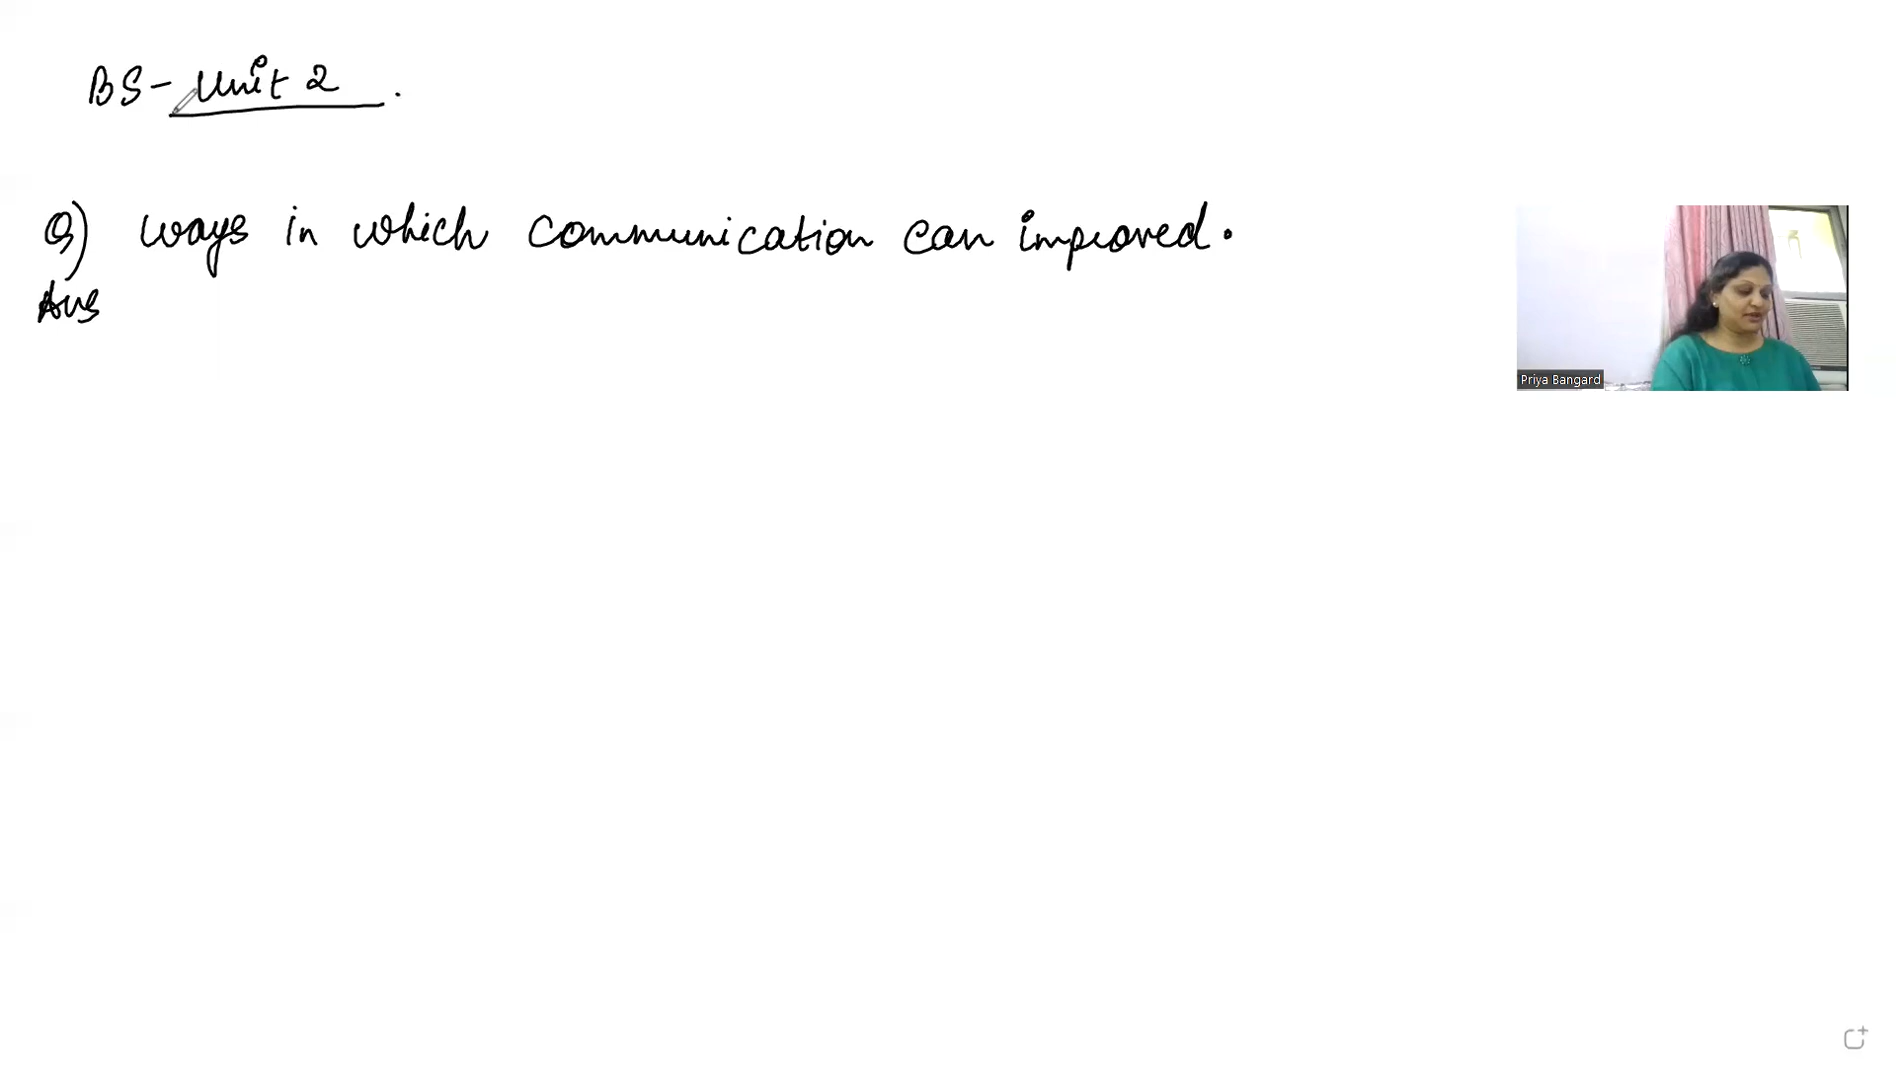 BS- Unit 2 .
Q) ways in which communication can improved.
Ans
Priya Bangard